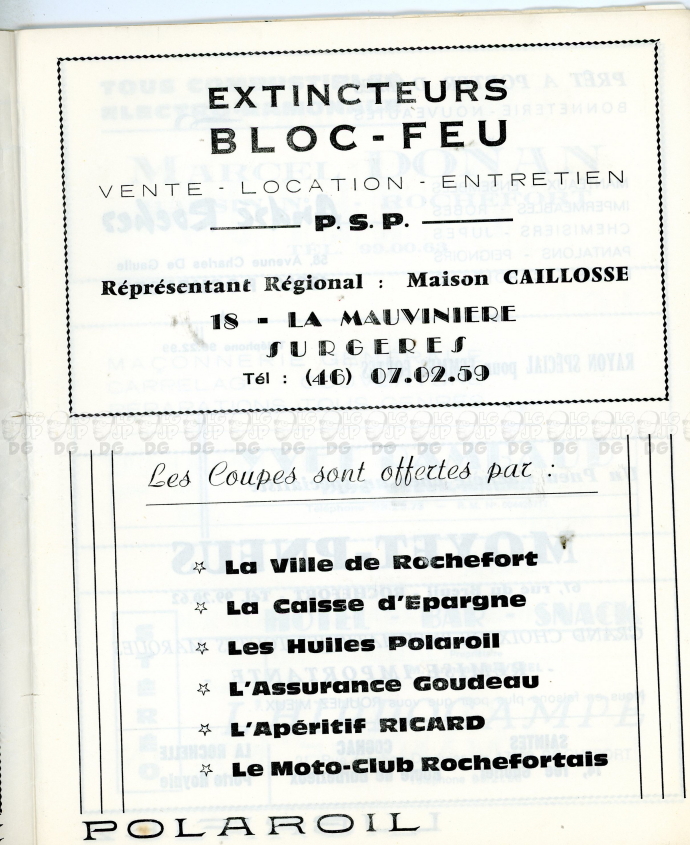 EXTINCTEURS
BLOC - FEU
VENTE - LOCATION - ENTRETIEN
P. S. P.
Réprésentant Régional : Maison CAILLOSSE
18 - LA MAUVINIERE
SURGERES
Tél : (46) 07.02.59
Les Coupes sont offertes par :
☆ La Ville de Rochefort
☆ La Caisse d'Epargne
☆ Les Huiles Polaroil
☆ L'Assurance Goudeau
☆ L'Apéritif RICARD
☆ Le Moto-Club Rochefortais
POLAROIL